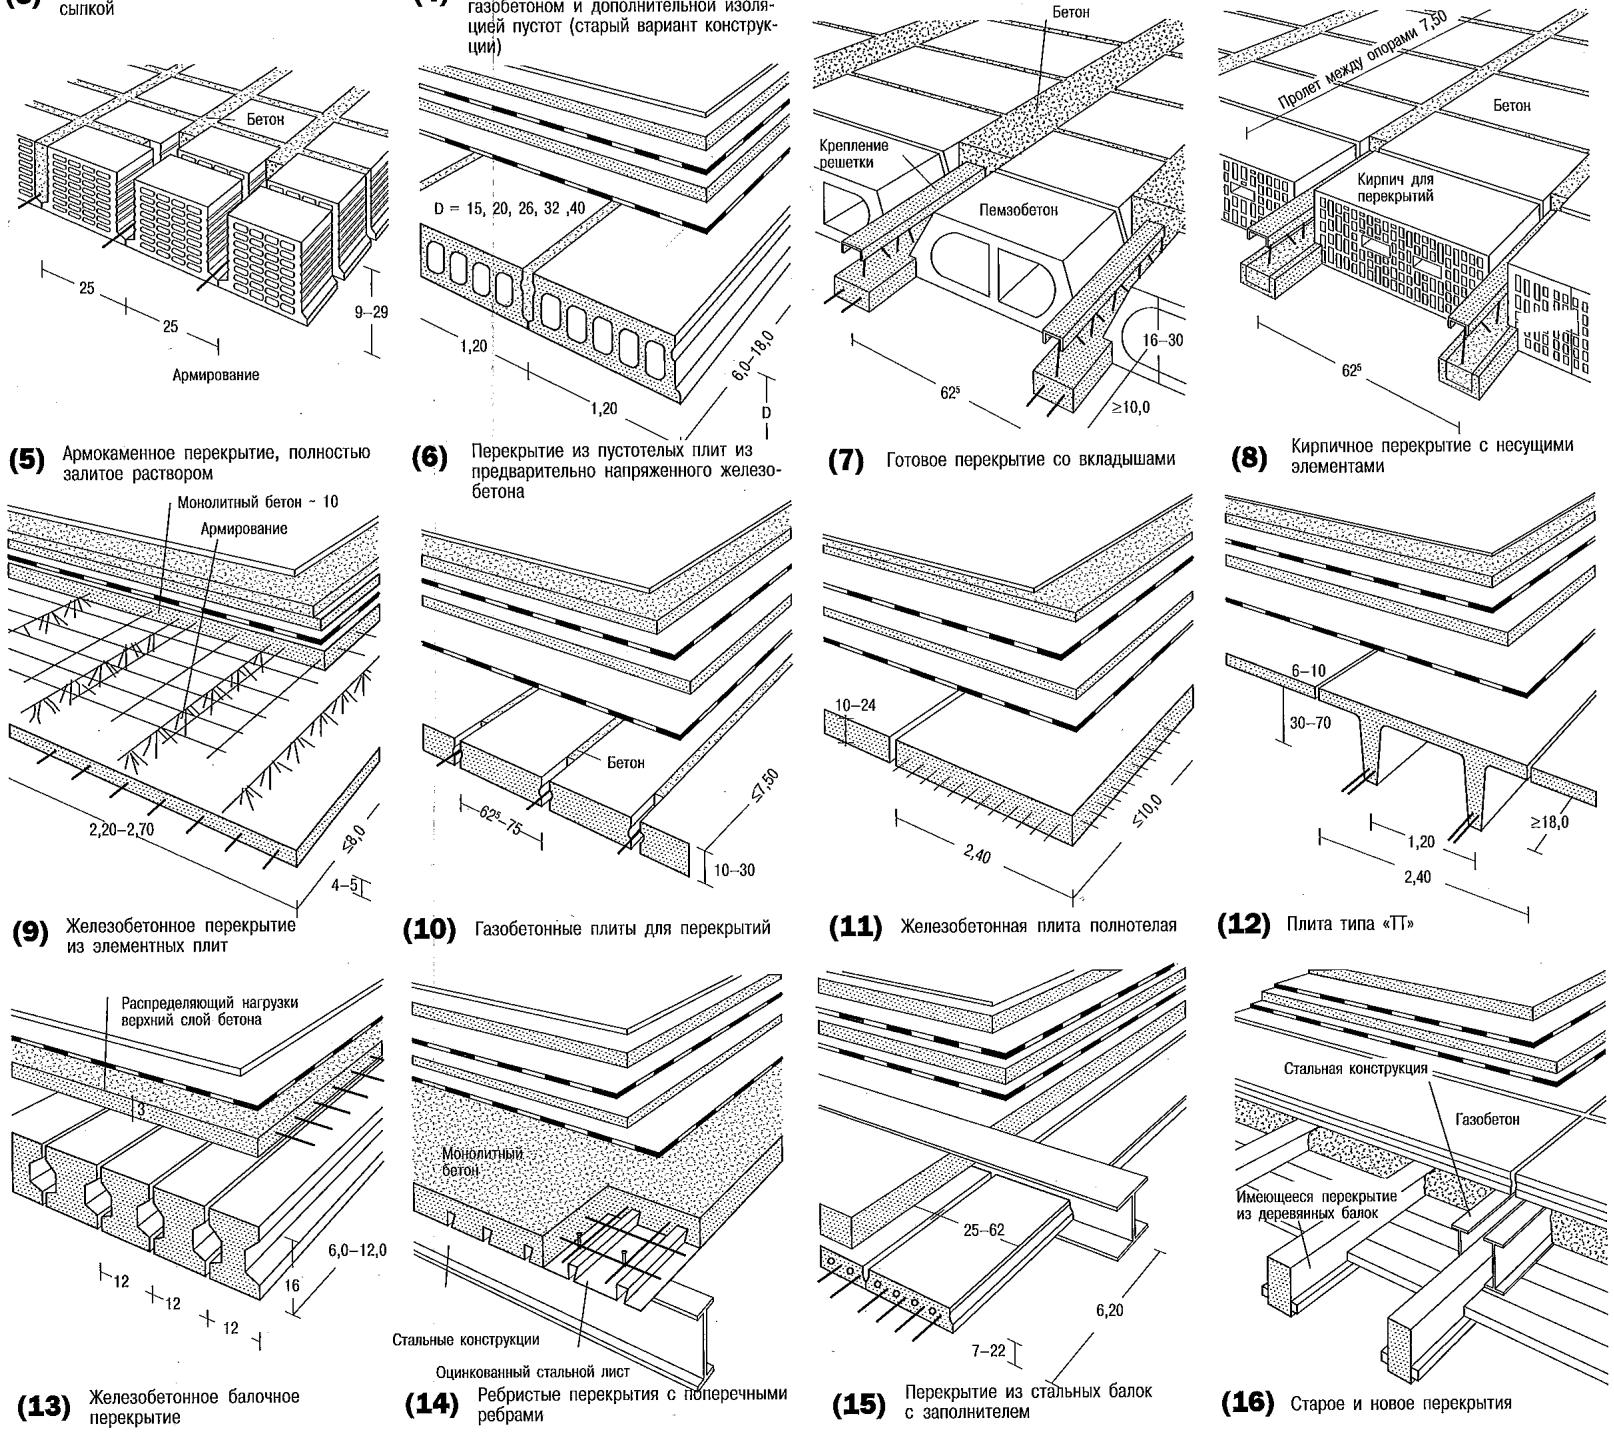 сыпкой
газобетоном и дополнительной изоля-
цией пустот (старый вариант конструк-
ции)
Бетон
Армирование
25
25
9–29
(5) Армокаменное перекрытие, полностью
залитое раствором
D = 15, 20, 26, 32 ,40
1,20
1,20
6,0–18,0
D
(6) Перекрытие из пустотелых плит из
предварительно напряженного железо-
бетона
Бетон
Крепление
решетки
Пемзобетон
62⁵
16–30
≥10,0
(7) Готовое перекрытие со вкладышами
Пролет между опорами 7,50
Бетон
Кирпич для
перекрытий
62⁵
(8) Кирпичное перекрытие с несущими
элементами
Монолитный бетон ~ 10
Армирование
2,20–2,70
≤8,0
4–5
(9) Железобетонное перекрытие
из элементных плит
Бетон
62⁵–75
≤7,50
10–30
(10) Газобетонные плиты для перекрытий
10–24
2,40
≤10,0
(11) Железобетонная плита полнотелая
6–10
30–70
1,20
2,40
≥18,0
(12) Плита типа «ТТ»
Распределяющий нагрузки
верхний слой бетона
3
12
12
12
16
6,0–12,0
(13) Железобетонное балочное
перекрытие
Монолитный
бетон
Стальные конструкции
Оцинкованный стальной лист
(14) Ребристые перекрытия с поперечными
ребрами
25–62
6,20
7–22
(15) Перекрытие из стальных балок
с заполнителем
Стальная конструкция
Газобетон
Имеющееся перекрытие
из деревянных балок
(16) Старое и новое перекрытия